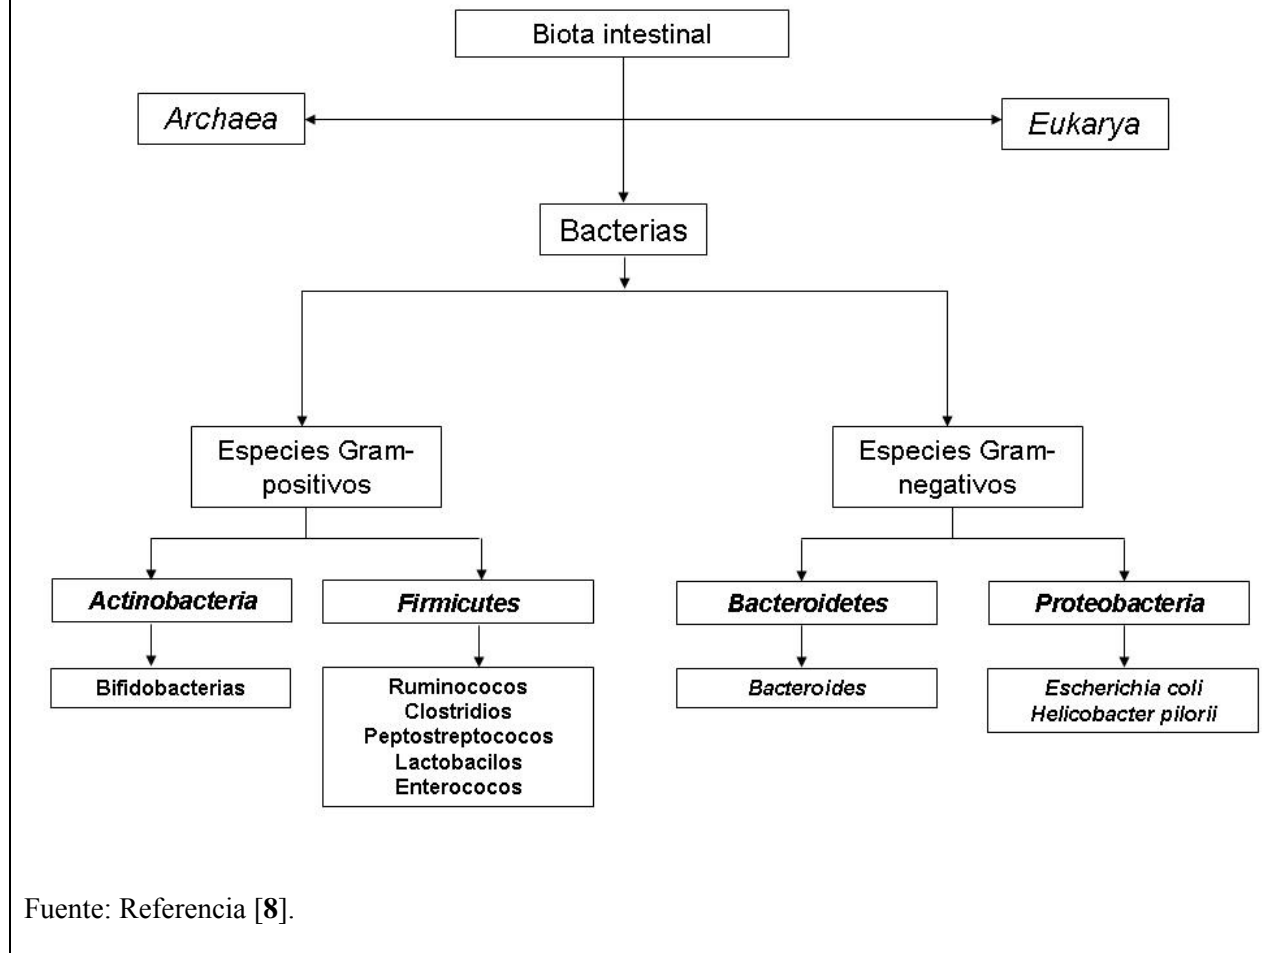 Biota intestinal
Archaea
Eukarya
Bacterias
Especies Gram-
positivos
Especies Gram-
negativos
Actinobacteria
Firmicutes
Bacteroidetes
Proteobacteria
Bifidobacterias
Ruminococos
Clostridios
Peptostreptococos
Lactobacilos
Enterococos
Bacteroides
Escherichia coli
Helicobacter pilorii
Fuente: Referencia [8].